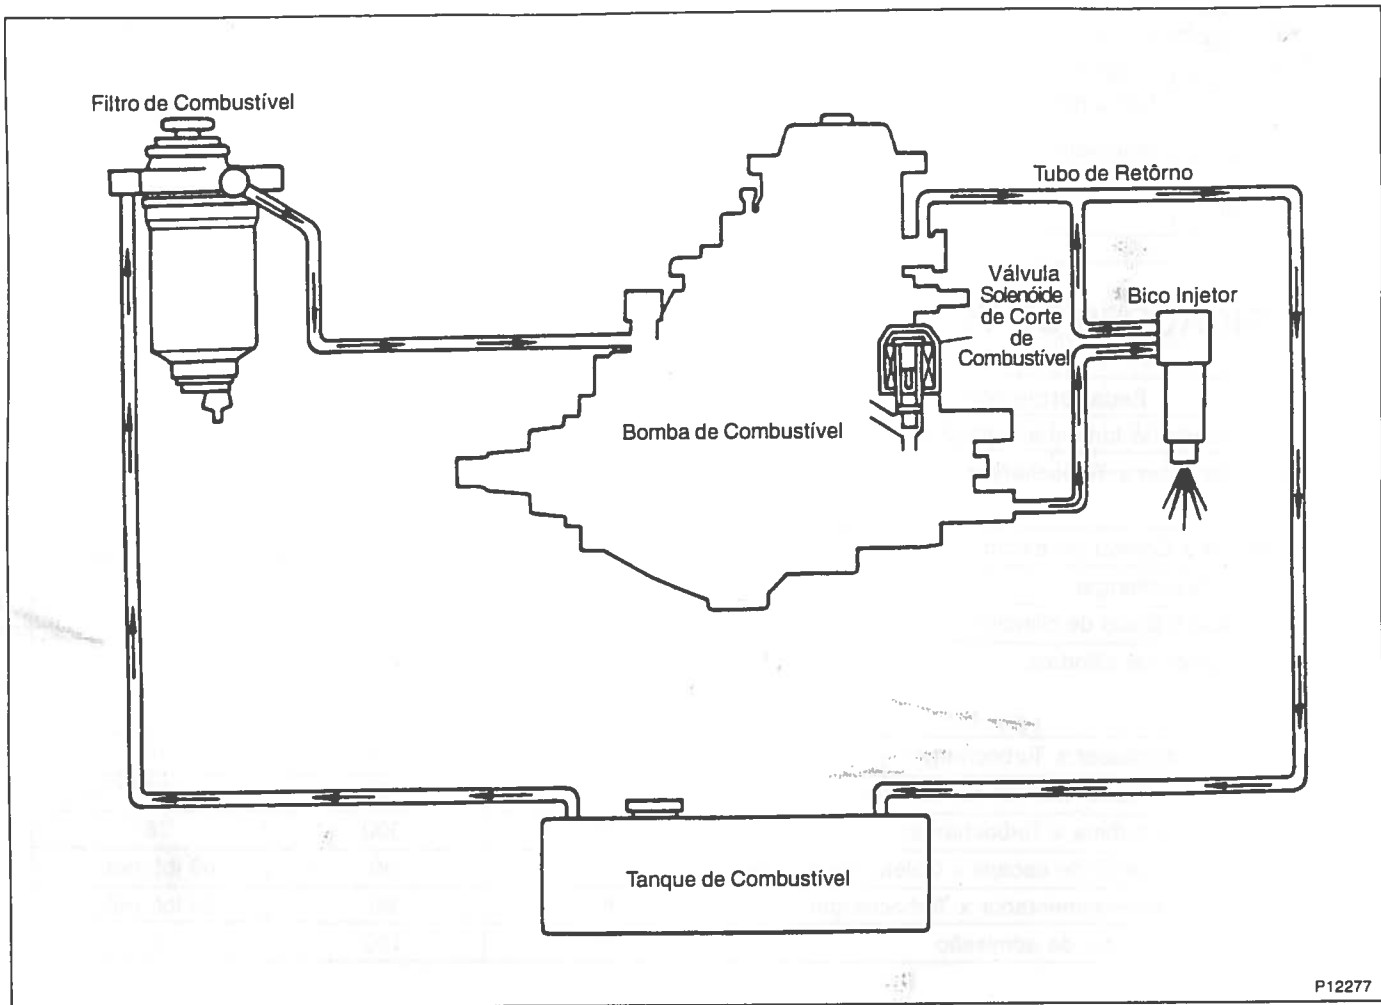 Filtro de Combustível
Tubo de Retôrno
Válvula
Solenóide
de Corte
de
Combustível
Bico Injetor
Bomba de Combustível
Tanque de Combustível
P12277